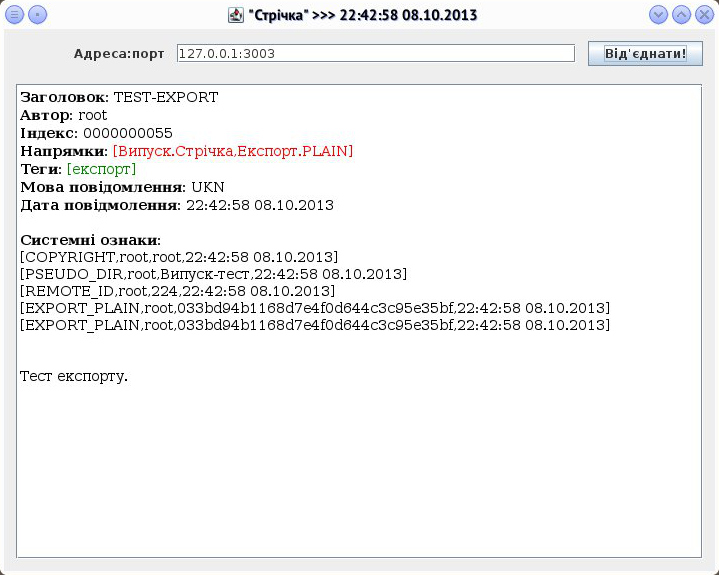 "Стрічка" >>> 22:42:58 08.10.2013
Адреса:порт 127.0.0.1:3003 Від'єднати!
Заголовок: TEST-EXPORT
Автор: root
Індекс: 0000000055
Напрямки: [Випуск.Стрічка,Експорт.PLAIN]
Теги: [експорт]
Мова повідомлення: UKN
Дата повідмолення: 22:42:58 08.10.2013
Системні ознаки:
[COPYRIGHT,root,root,22:42:58 08.10.2013]
[PSEUDO_DIR,root,Випуск-тест,22:42:58 08.10.2013]
[REMOTE_ID,root,224,22:42:58 08.10.2013]
[EXPORT_PLAIN,root,033bd94b1168d7e4f0d644c3c95e35bf,22:42:58 08.10.2013]
[EXPORT_PLAIN,root,033bd94b1168d7e4f0d644c3c95e35bf,22:42:58 08.10.2013]
Тест експорту.